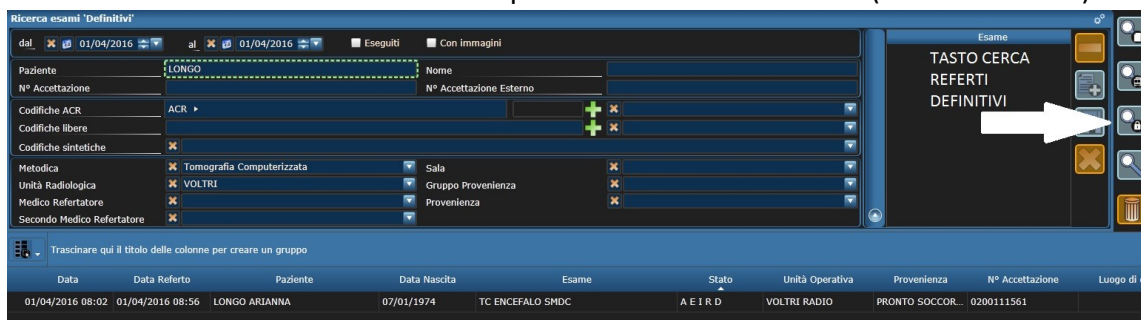 Ricerca esami 'Definitivi'
dal 01/04/2016 al 01/04/2016 Eseguiti Con immagini
Paziente LONGO Nome
N° Accettazione N° Accettazione Esterno
Codifiche ACR ACR
Codifiche libere
Codifiche sintetiche
Metodica Tomografia Computerizzata Sala
Unità Radiologica VOLTRI Gruppo Provenienza
Medico Refertatore Provenienza
Secondo Medico Refertatore
Esame
TASTO CERCA
REFERTI
DEFINITIVI
Trascinare qui il titolo delle colonne per creare un gruppo
Data Data Referto Paziente Data Nascita Esame Stato Unità Operativa Provenienza N° Accettazione Luogo di
01/04/2016 08:02 01/04/2016 08:56 LONGO ARIANNA 07/01/1974 TC ENCEFALO SMDC A E I R D VOLTRI RADIO PRONTO SOCCOR... 0200111561